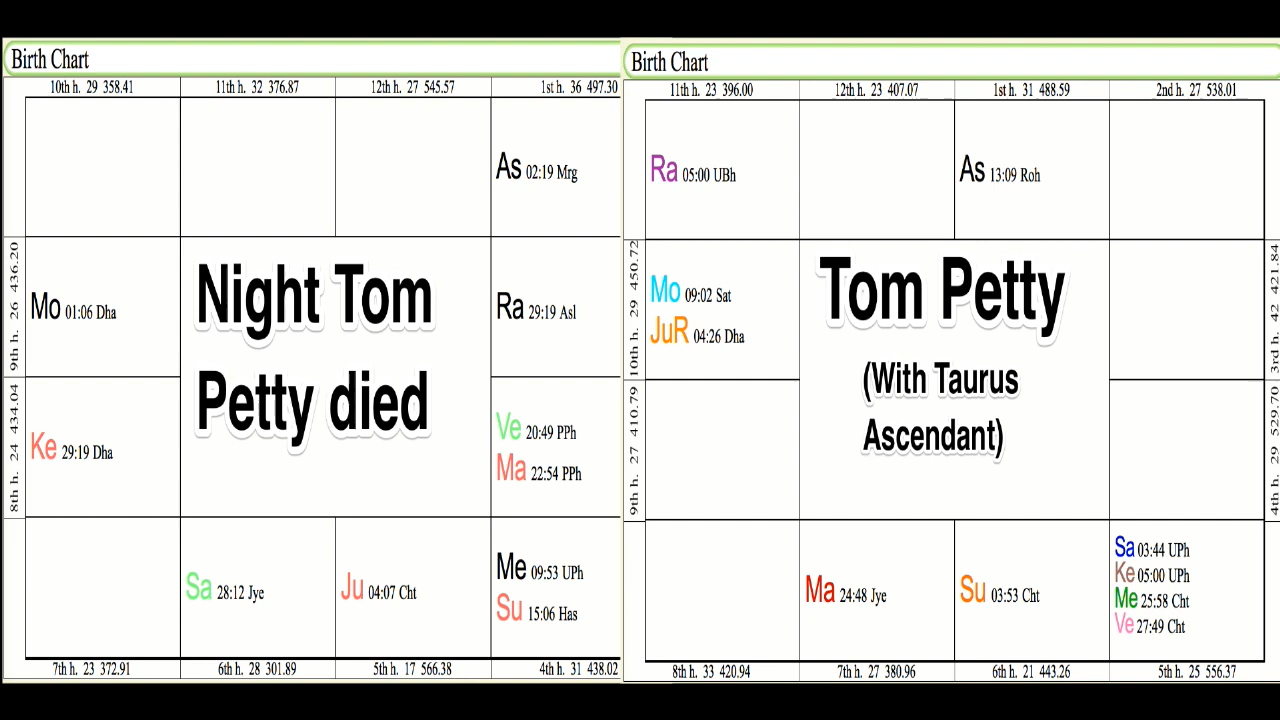 Birth Chart
10th h. 29 358.41
11th h. 32 376.87
12th h. 27 545.57
1st h. 36 497.30
As 02:19 Mrg
9th h. 26 436.20
Mo 01:06 Dha
Ra 29:19 Asl
Night Tom
Petty died
8th h. 24 434.04
Ke 29:19 Dha
Ve 20:49 PPh
Ma 22:54 PPh
Sa 28:12 Jye
Ju 04:07 Cht
Me 09:53 UPh
Su 15:06 Has
7th h. 23 372.91
6th h. 28 301.89
5th h. 17 566.38
4th h. 31 438.02
Birth Chart
11th h. 23 396.00
12th h. 23 407.07
1st h. 31 488.59
2nd h. 27 538.01
Ra 05:00 UBh
As 13:09 Roh
10th h. 29 450.72
Mo 09:02 Sat
JuR 04:26 Dha
Tom Petty
(With Taurus
Ascendant)
3rd h. 42 421.84
9th h. 27 410.79
4th h. 29 529.70
Ma 24:48 Jye
Su 03:53 Cht
Sa 03:44 UPh
Ke 05:00 UPh
Me 25:58 Cht
Ve 27:49 Cht
8th h. 33 420.94
7th h. 27 380.96
6th h. 21 443.26
5th h. 25 556.37